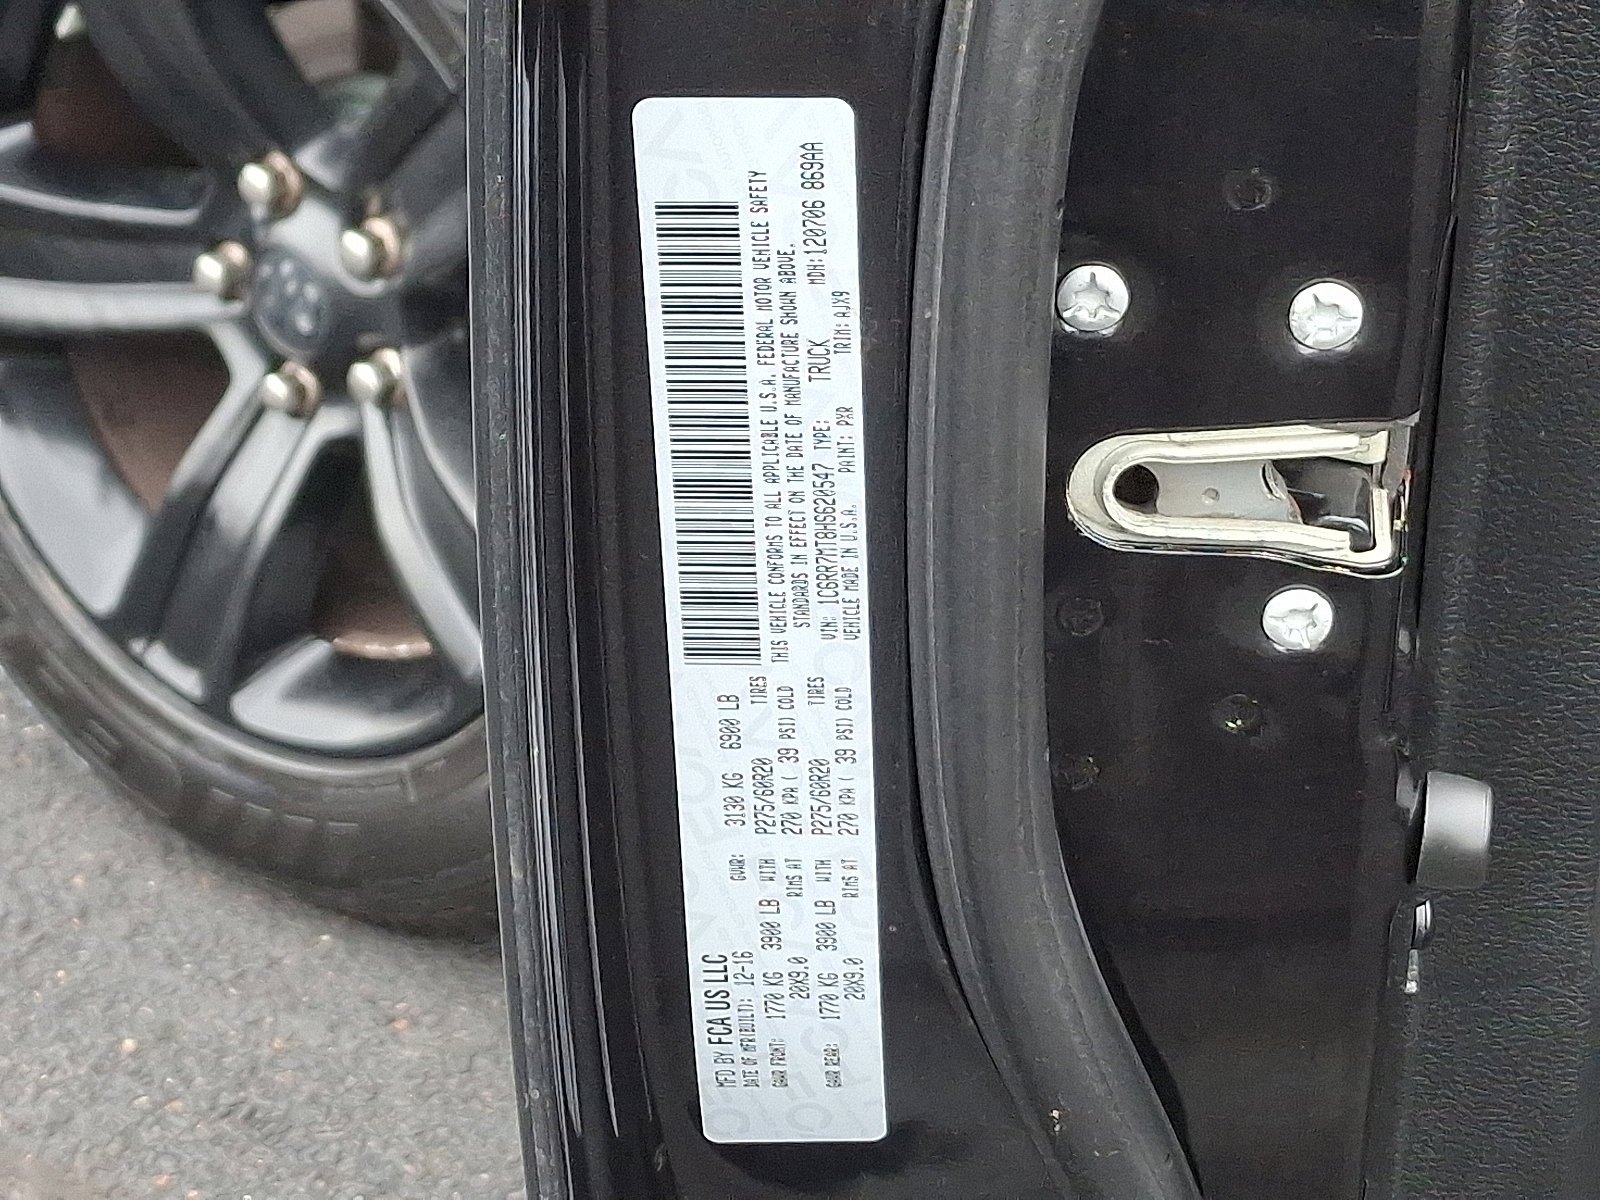 MFD BY FCA US LLC
DATE OF MFR(BUILT): 12-16 GVWR: 3130 KG 6900 LB
GAWR FRONT: 1770 KG 3900 LB WITH P275/60R20 TIRES
20X9.0 RIMS AT 270 KPA ( 39 PSI) COLD
GAWR REAR: 1770 KG 3900 LB WITH P275/60R20 TIRES
20X9.0 RIMS AT 270 KPA ( 39 PSI) COLD
THIS VEHICLE CONFORMS TO ALL APPLICABLE U.S.A. FEDERAL MOTOR VEHICLE SAFETY
STANDARDS IN EFFECT ON THE DATE OF MANUFACTURE SHOWN ABOVE.
VIN: 1C6RR7MT8HS620547 TYPE: TRUCK MDH: 120706 869AA
VEHICLE MADE IN U.S.A. PAINT: PXR TRIM: AJX9